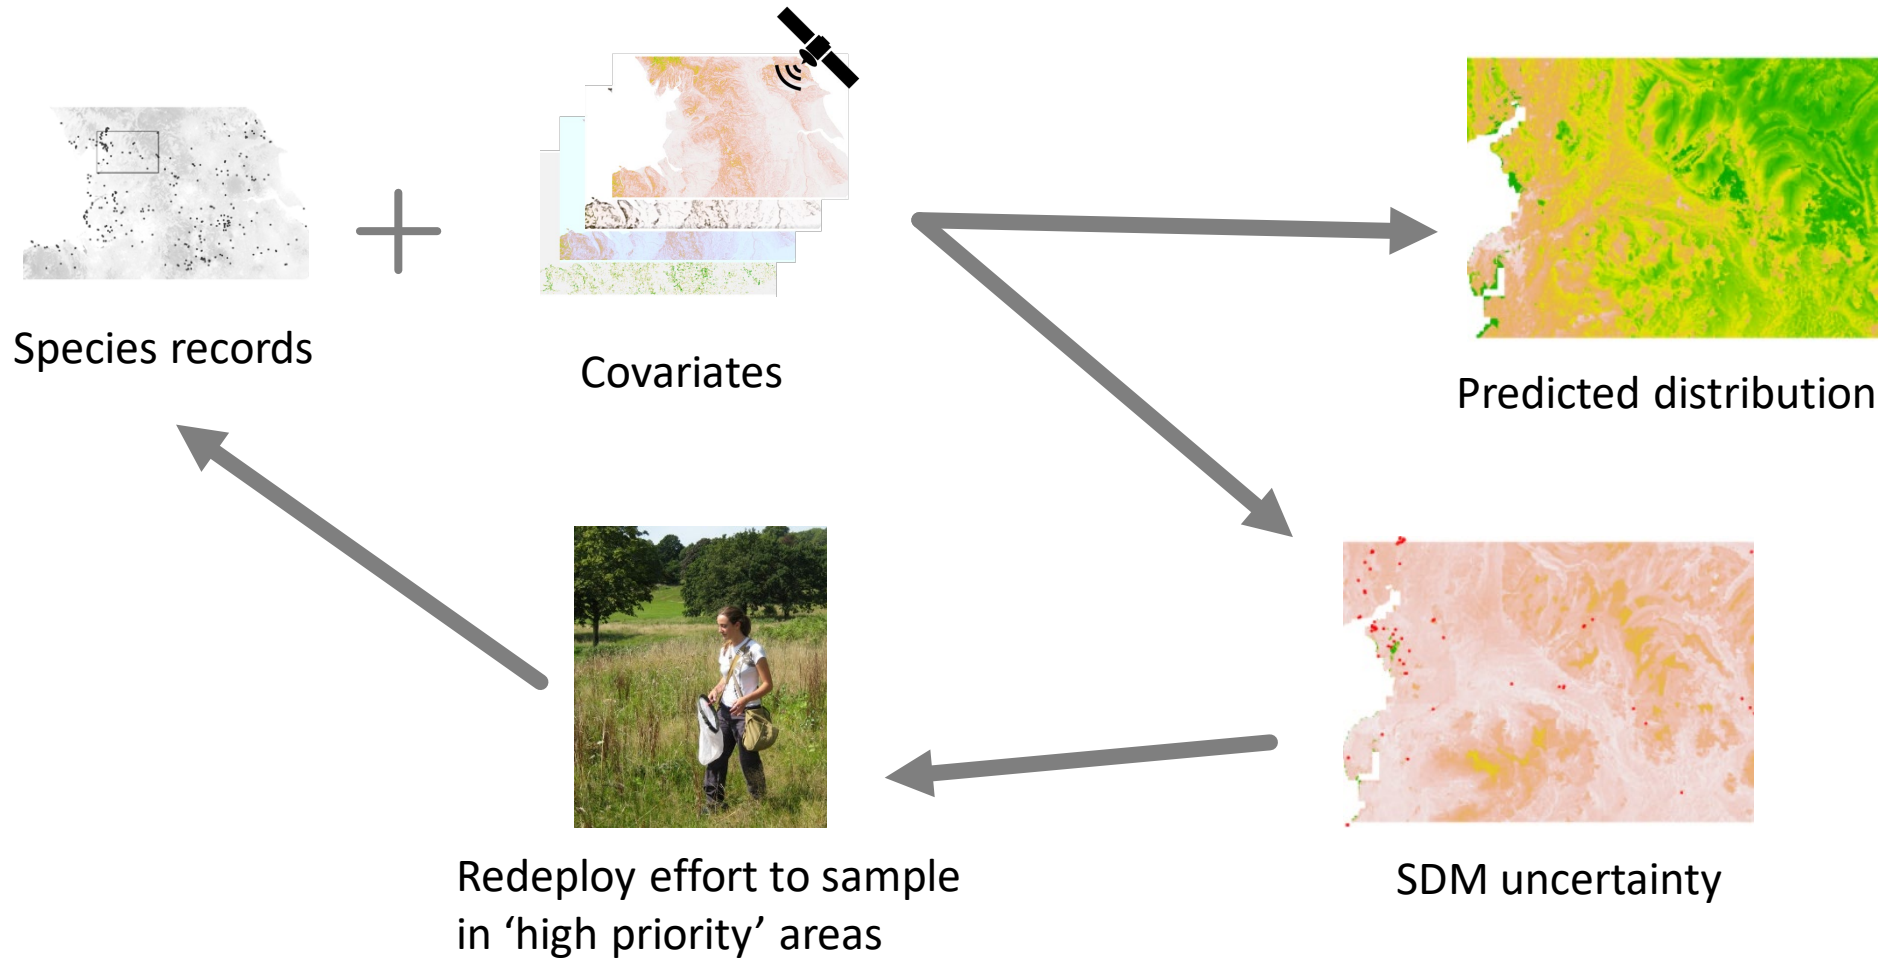 Species records
Covariates
Predicted distribution
Redeploy effort to sample
in ‘high priority’ areas
SDM uncertainty